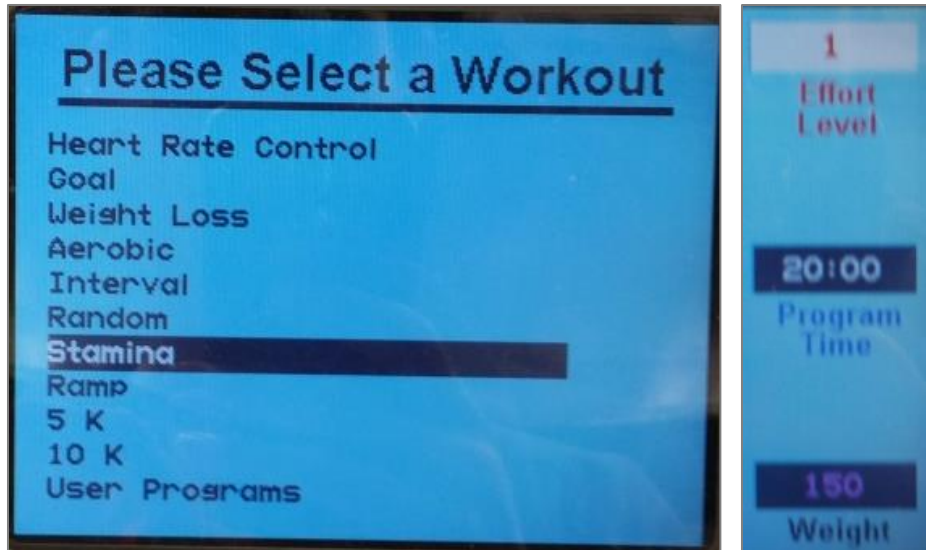 Please Select a Workout
Heart Rate Control
Goal
Weight Loss
Aerobic
Interval
Random
Stamina
Ramp
5 K
10 K
User Programs
1
Effort
Level
20:00
Program
Time
150
Weight